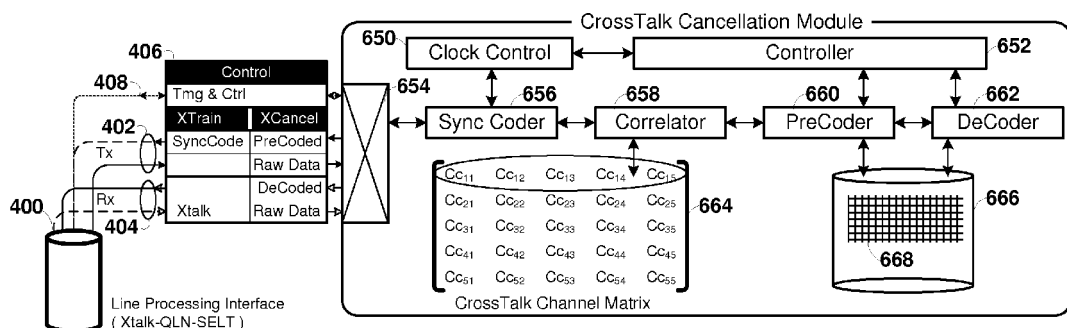 CrossTalk Cancellation Module
650
Clock Control
Controller
652
406
Control
408
Tmg & Ctrl
654
656
658
660
662
XTrain
XCancel
402
SyncCode
PreCoded
Sync Coder
Correlator
PreCoder
DeCoder
Tx
Raw Data
DeCoded
Rx
400
404
Xtalk
Raw Data
Cc11 Cc12 Cc13 Cc14 Cc15
Cc21 Cc22 Cc23 Cc24 Cc25
Cc31 Cc32 Cc33 Cc34 Cc35
Cc41 Cc42 Cc43 Cc44 Cc45
Cc51 Cc52 Cc53 Cc54 Cc55
664
666
668
CrossTalk Channel Matrix
Line Processing Interface
( Xtalk-QLN-SELT )